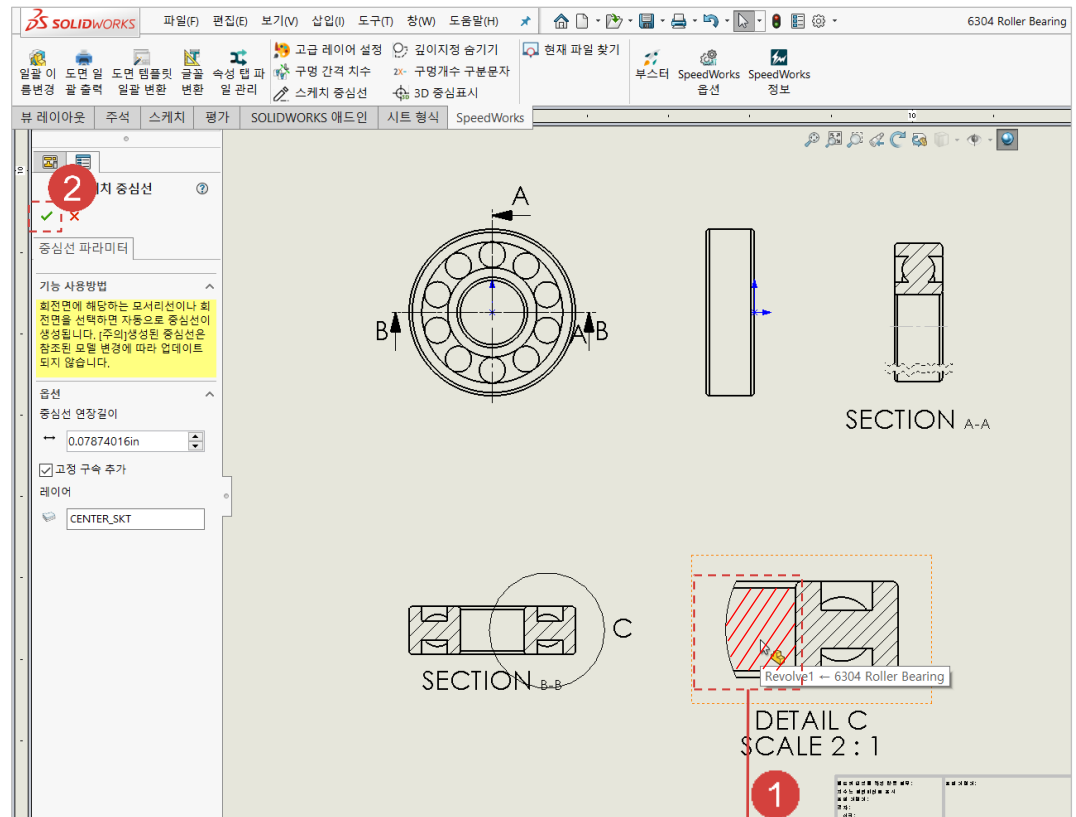 SOLIDWORKS 파일(F) 편집(E) 보기(V) 삽입(I) 도구(T) 창(W) 도움말(H) 6304 Roller Bearing
일괄 이름변경
도면 일괄 출력
도면 템플릿 일괄 변환
글꼴 변환
속성 탭 파일 관리
고급 레이어 설정
구멍 간격 치수
스케치 중심선
깊이지정 숨기기
2X- 구멍개수 구분문자
3D 중심표시
현재 파일 찾기
부스터
SpeedWorks 옵션
SpeedWorks 정보
뷰 레이아웃 주석 스케치 평가 SOLIDWORKS 애드인 시트 형식 SpeedWorks
10
10
2
치 중심선
중심선 파라미터
기능 사용방법
회전면에 해당하는 모서리선이나 회
전면을 선택하면 자동으로 중심선이
생성됩니다. [주의]생성된 중심선은
참조된 모델 변경에 따라 업데이트
되지 않습니다.
옵션
중심선 연장길이
0.07874016in
고정 구속 추가
레이어
CENTER_SKT
A
B A B
SECTION A-A
C
SECTION B-B
Revolve1 ← 6304 Roller Bearing
DETAIL C
SCALE 2 : 1
1